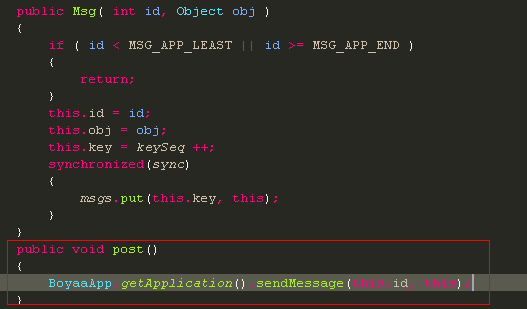 public Msg( int id, Object obj )
{
if ( id < MSG_APP_LEAST || id >= MSG_APP_END )
{
return;
}
this.id = id;
this.obj = obj;
this.key = keySeq ++;
synchronized(sync)
{
msgs.put(this.key, this);
}
}
public void post()
{
BoyaaApp.getApplication().sendMessage(this.id, this);
}